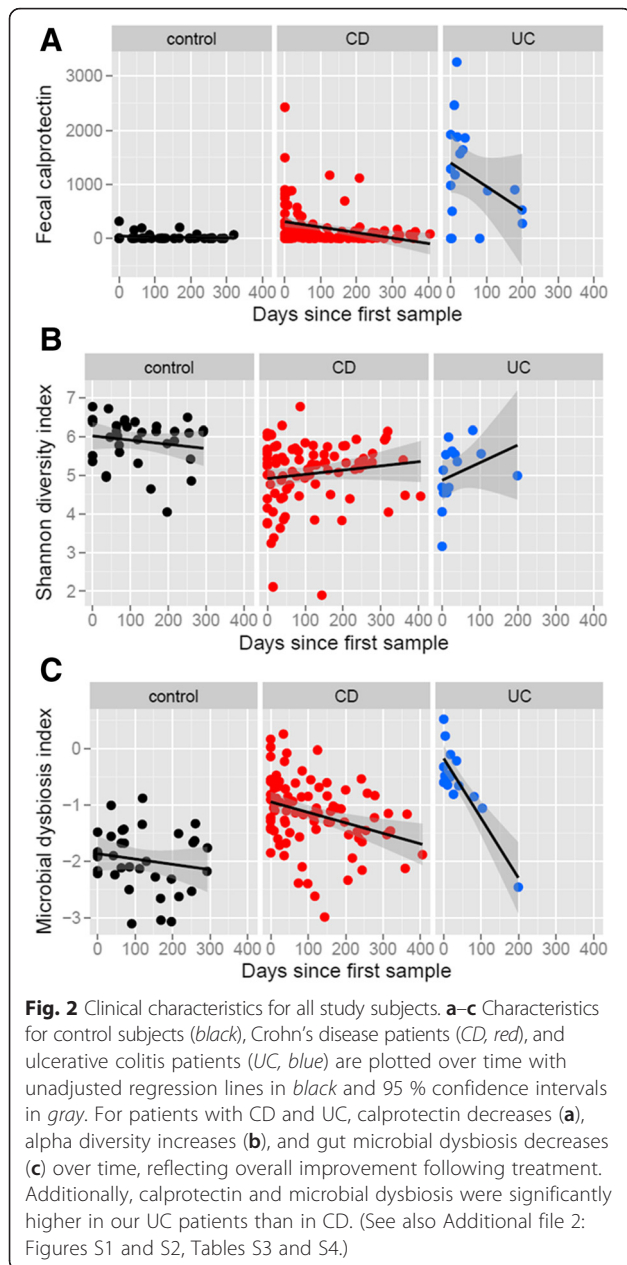 A
control CD UC
Fecal calprotectin
3000
2000
1000
0
0 100 200 300 400 0 100 200 300 400 0 100 200 300 400
Days since first sample
B
control CD UC
Shannon diversity index
7
6
5
4
3
2
0 100 200 300 400 0 100 200 300 400 0 100 200 300 400
Days since first sample
C
control CD UC
Microbial dysbiosis index
0
−1
−2
−3
0 100 200 300 400 0 100 200 300 400 0 100 200 300 400
Days since first sample
Fig. 2 Clinical characteristics for all study subjects. a–c Characteristics
for control subjects (black), Crohn's disease patients (CD, red), and
ulcerative colitis patients (UC, blue) are plotted over time with
unadjusted regression lines in black and 95 % confidence intervals
in gray. For patients with CD and UC, calprotectin decreases (a),
alpha diversity increases (b), and gut microbial dysbiosis decreases
(c) over time, reflecting overall improvement following treatment.
Additionally, calprotectin and microbial dysbiosis were significantly
higher in our UC patients than in CD. (See also Additional file 2:
Figures S1 and S2, Tables S3 and S4.)